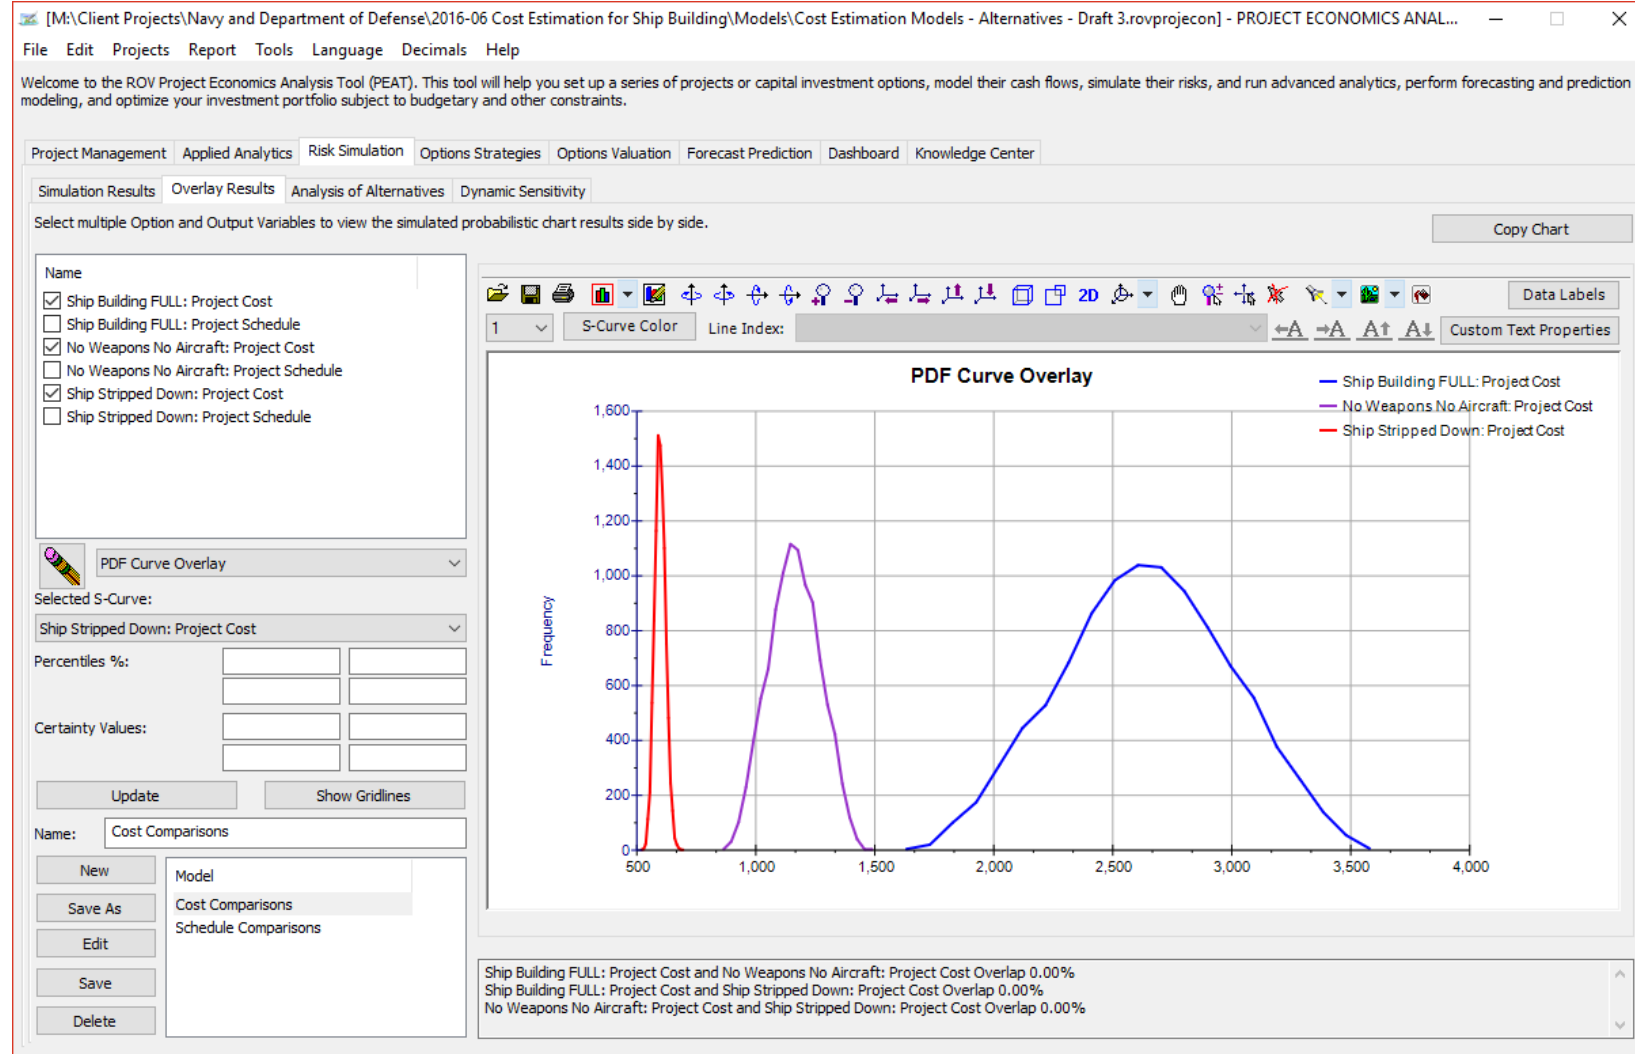 [M:\Client Projects\Navy and Department of Defense\2016-06 Cost Estimation for Ship Building\Models\Cost Estimation Models - Alternatives - Draft 3.rovprojecon] - PROJECT ECONOMICS ANAL...
File Edit Projects Report Tools Language Decimals Help
Welcome to the ROV Project Economics Analysis Tool (PEAT). This tool will help you set up a series of projects or capital investment options, model their cash flows, simulate their risks, and run advanced analytics, perform forecasting and prediction
modeling, and optimize your investment portfolio subject to budgetary and other constraints.
Project Management Applied Analytics Risk Simulation Options Strategies Options Valuation Forecast Prediction Dashboard Knowledge Center
Simulation Results Overlay Results Analysis of Alternatives Dynamic Sensitivity
Select multiple Option and Output Variables to view the simulated probabilistic chart results side by side.
Copy Chart
Name
Ship Building FULL: Project Cost
Ship Building FULL: Project Schedule
No Weapons No Aircraft: Project Cost
No Weapons No Aircraft: Project Schedule
Ship Stripped Down: Project Cost
Ship Stripped Down: Project Schedule
PDF Curve Overlay
Selected S-Curve:
Ship Stripped Down: Project Cost
Percentiles %:
Certainty Values:
Update Show Gridlines
Name: Cost Comparisons
New
Save As
Edit
Save
Delete
Model
Cost Comparisons
Schedule Comparisons
2D
Data Labels
1 S-Curve Color Line Index: A A A A Custom Text Properties
PDF Curve Overlay
Ship Building FULL: Project Cost
No Weapons No Aircraft: Project Cost
Ship Stripped Down: Project Cost
Frequency
1,600
1,400
1,200
1,000
800
600
400
200
0
500 1,000 1,500 2,000 2,500 3,000 3,500 4,000
Ship Building FULL: Project Cost and No Weapons No Aircraft: Project Cost Overlap 0.00%
Ship Building FULL: Project Cost and Ship Stripped Down: Project Cost Overlap 0.00%
No Weapons No Aircraft: Project Cost and Ship Stripped Down: Project Cost Overlap 0.00%